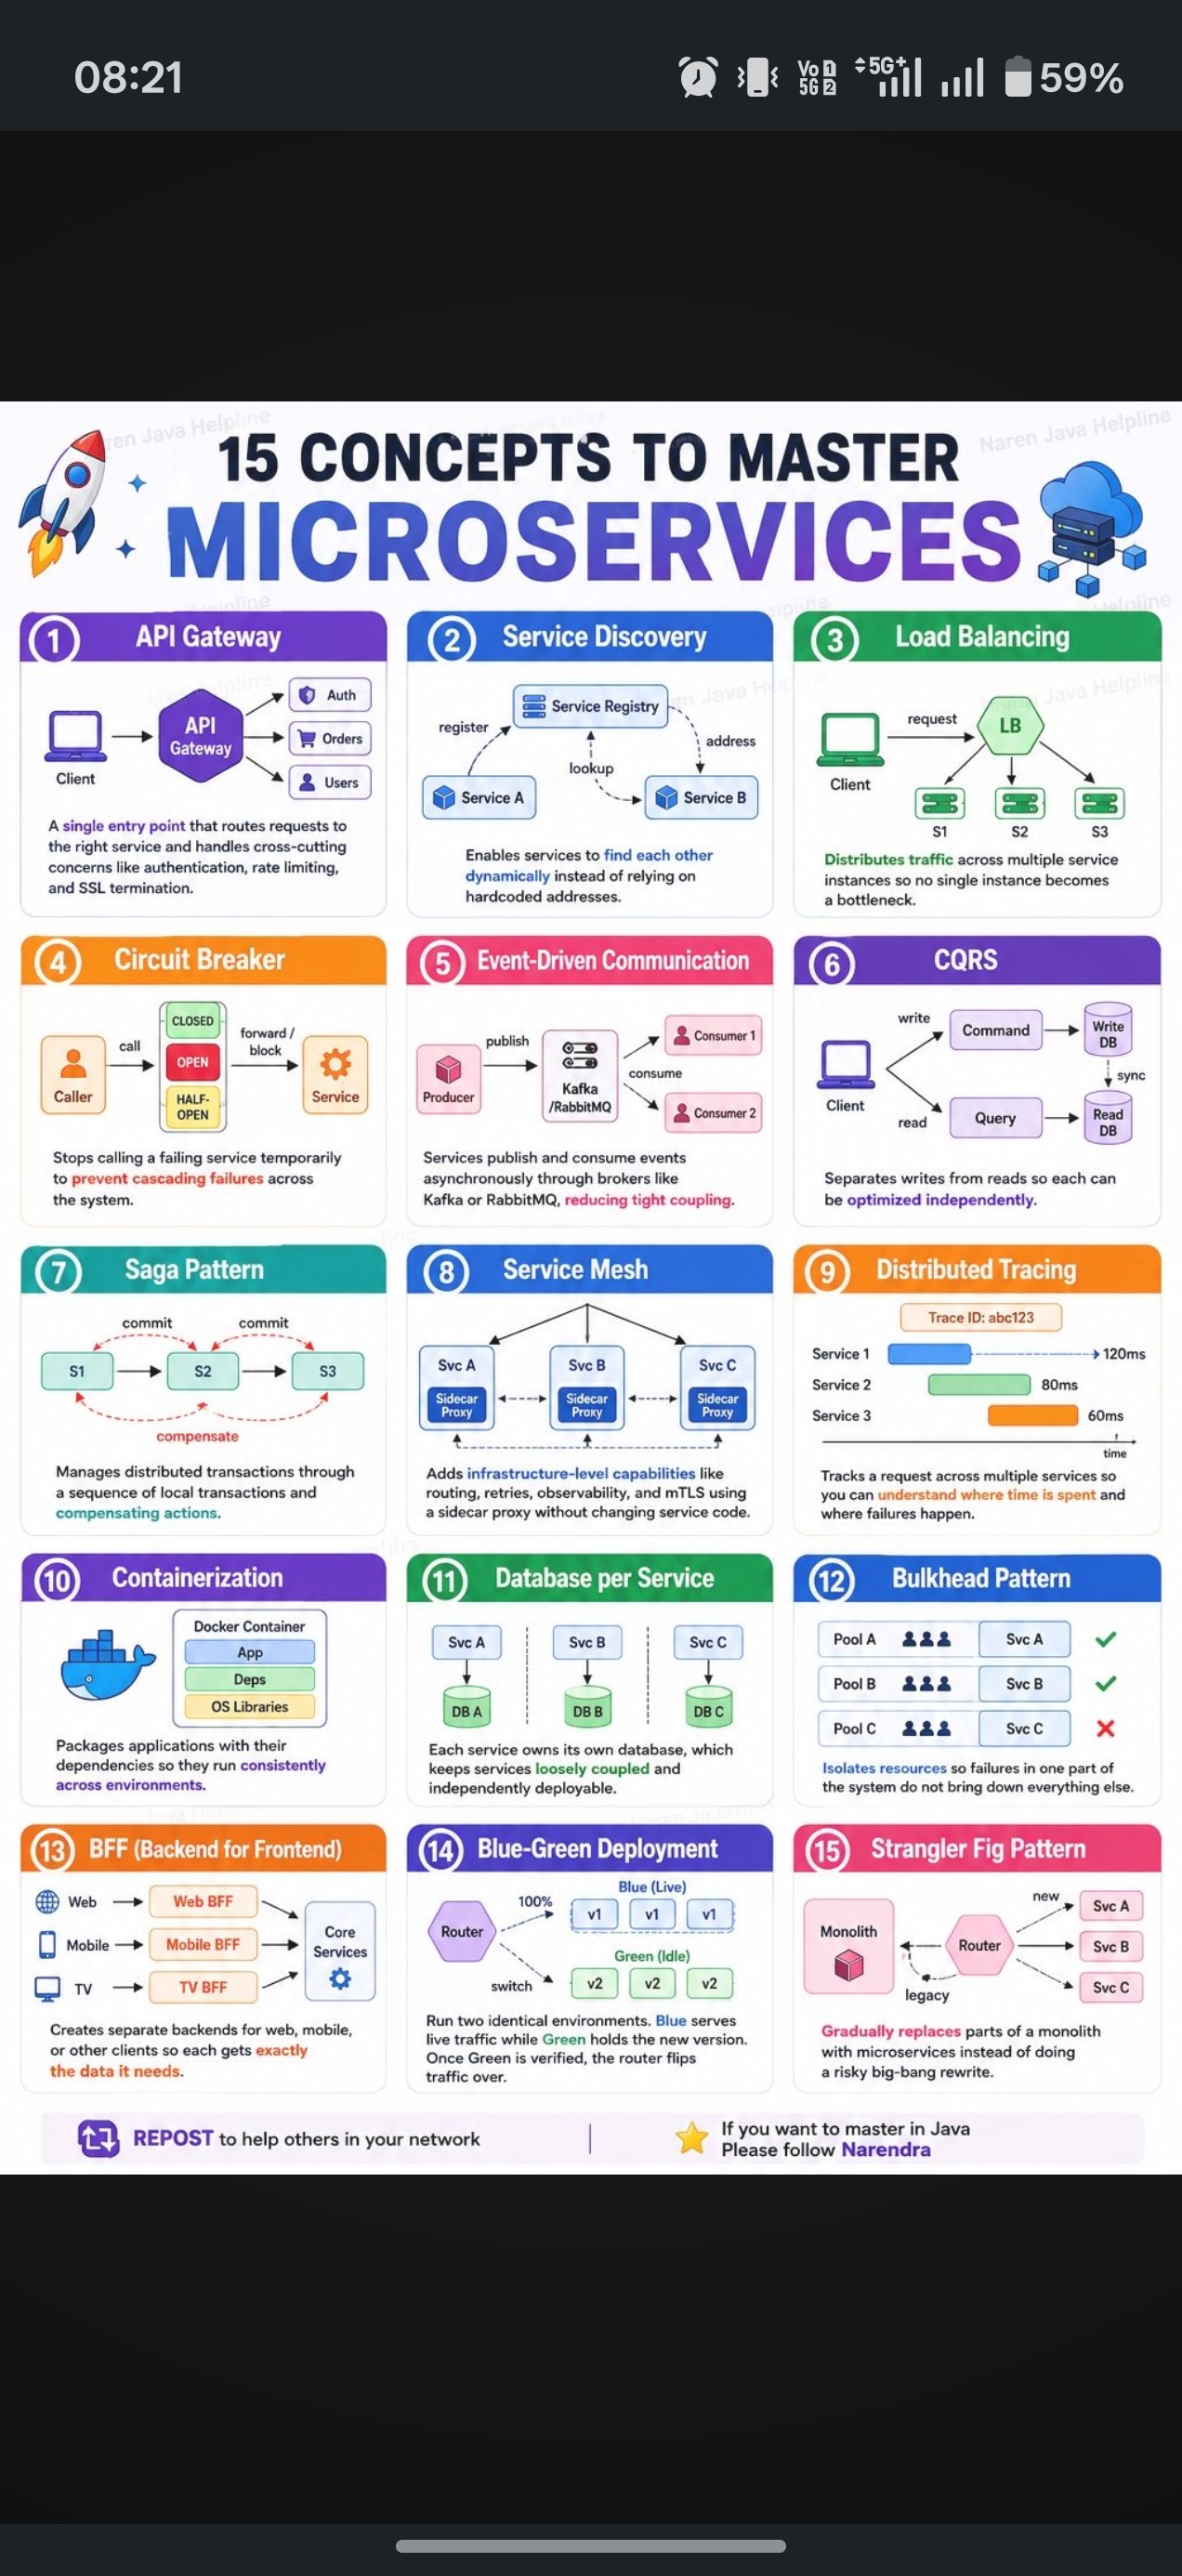 08:21
Vo 1
5G 2
5G+
59%
Naren Java Helpline
15 CONCEPTS TO MASTER
MICROSERVICES
1 API Gateway
Client
API
Gateway
Auth
Orders
Users
A single entry point that routes requests to
the right service and handles cross-cutting
concerns like authentication, rate limiting,
and SSL termination.
2 Service Discovery
Service Registry
register
address
lookup
Service A
Service B
Enables services to find each other
dynamically instead of relying on
hardcoded addresses.
3 Load Balancing
request
LB
Client
S1
S2
S3
Distributes traffic across multiple service
instances so no single instance becomes
a bottleneck.
4 Circuit Breaker
Caller
call
CLOSED
OPEN
HALF-
OPEN
forward /
block
Service
Stops calling a failing service temporarily
to prevent cascading failures across
the system.
5 Event-Driven Communication
Producer
publish
Kafka
/RabbitMQ
consume
Consumer 1
Consumer 2
Services publish and consume events
asynchronously through brokers like
Kafka or RabbitMQ, reducing tight coupling.
6 CQRS
Client
write
Command
Write
DB
sync
read
Query
Read
DB
Separates writes from reads so each can
be optimized independently.
7 Saga Pattern
commit
commit
S1
S2
S3
compensate
Manages distributed transactions through
a sequence of local transactions and
compensating actions.
8 Service Mesh
Svc A
Svc B
Svc C
Sidecar
Proxy
Sidecar
Proxy
Sidecar
Proxy
Adds infrastructure-level capabilities like
routing, retries, observability, and mTLS using
a sidecar proxy without changing service code.
9 Distributed Tracing
Trace ID: abc123
Service 1
120ms
Service 2
80ms
Service 3
60ms
time
Tracks a request across multiple services so
you can understand where time is spent and
where failures happen.
10 Containerization
Docker Container
App
Deps
OS Libraries
Packages applications with their
dependencies so they run consistently
across environments.
11 Database per Service
Svc A
Svc B
Svc C
DB A
DB B
DB C
Each service owns its own database, which
keeps services loosely coupled and
independently deployable.
12 Bulkhead Pattern
Pool A
Svc A
Pool B
Svc B
Pool C
Svc C
Isolates resources so failures in one part of
the system do not bring down everything else.
13 BFF (Backend for Frontend)
Web
Web BFF
Mobile
Mobile BFF
TV
TV BFF
Core
Services
Creates separate backends for web, mobile,
or other clients so each gets exactly
the data it needs.
14 Blue-Green Deployment
Router
100%
switch
Blue (Live)
v1
v1
v1
Green (Idle)
v2
v2
v2
Run two identical environments. Blue serves
live traffic while Green holds the new version.
Once Green is verified, the router flips
traffic over.
15 Strangler Fig Pattern
Monolith
Router
new
legacy
Svc A
Svc B
Svc C
Gradually replaces parts of a monolith
with microservices instead of doing
a risky big-bang rewrite.
REPOST to help others in your network
If you want to master in Java
Please follow Narendra